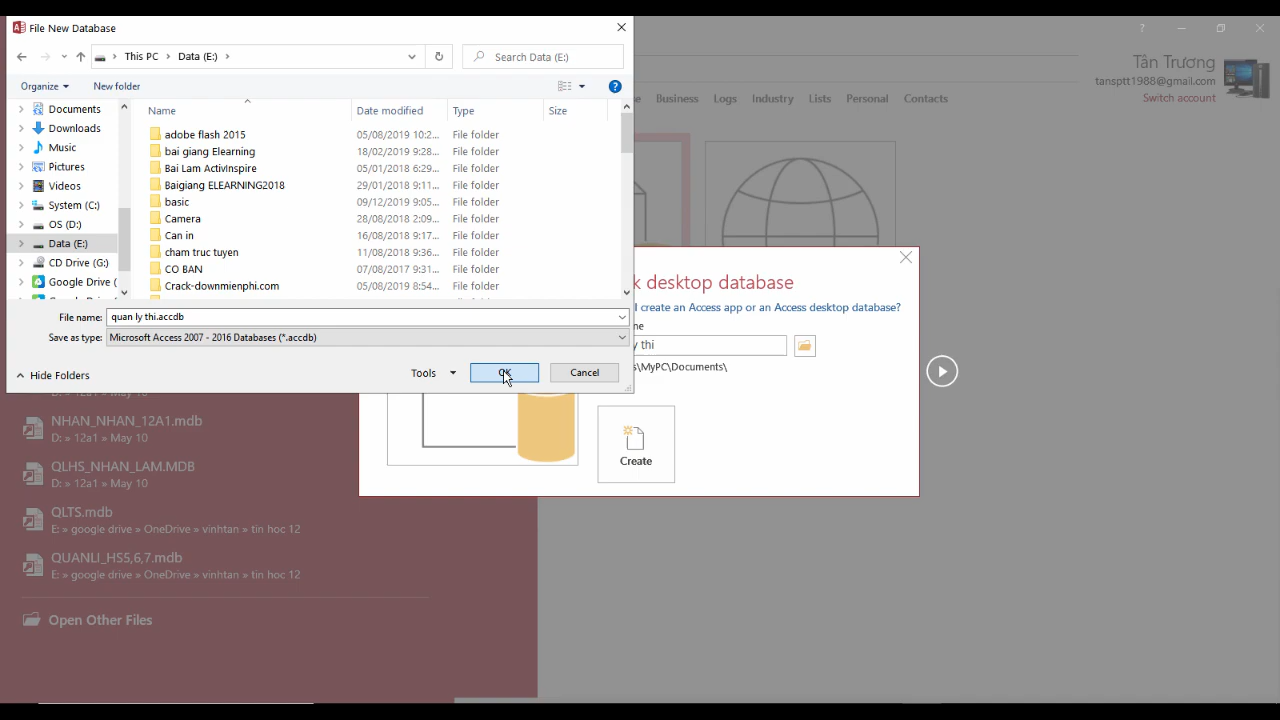 File New Database
This PC > Data (E:) >
Search Data (E:)
Organize
New folder
?
Documents
Downloads
Music
Pictures
Videos
System (C:)
OS (D:)
Data (E:)
CD Drive (G:)
Google Drive (
Name Date modified Type Size
adobe flash 2015 05/08/2019 10:2... File folder
bai giang Elearning 18/02/2019 9:28... File folder
Bai Lam ActivInspire 05/01/2018 6:29... File folder
Baigiang ELEARNING2018 29/01/2018 9:11... File folder
basic 09/12/2019 9:05... File folder
Camera 28/08/2018 2:09... File folder
Can in 16/08/2018 9:17... File folder
cham truc tuyen 11/08/2018 9:36... File folder
CO BAN 07/08/2017 9:31... File folder
Crack-downmienphi.com 05/08/2019 8:54... File folder
File name: quan ly thi.accdb
Save as type: Microsoft Access 2007 - 2016 Databases (*.accdb)
Hide Folders
Tools
OK
Cancel
?
Tân Trương
tansptt1988@gmail.com
Switch account
Business Logs Industry Lists Personal Contacts
k desktop database
l create an Access app or an Access desktop database?
me
y thi
s\MyPC\Documents\
Create
D: » 12a1 » May 10
NHAN_NHAN_12A1.mdb
D: » 12a1 » May 10
QLHS_NHAN_LAM.MDB
D: » 12a1 » May 10
QLTS.mdb
E: » google drive » OneDrive » vinhtan » tin hoc 12
QUANLI_HS5,6,7.mdb
E: » google drive » OneDrive » vinhtan » tin hoc 12
Open Other Files